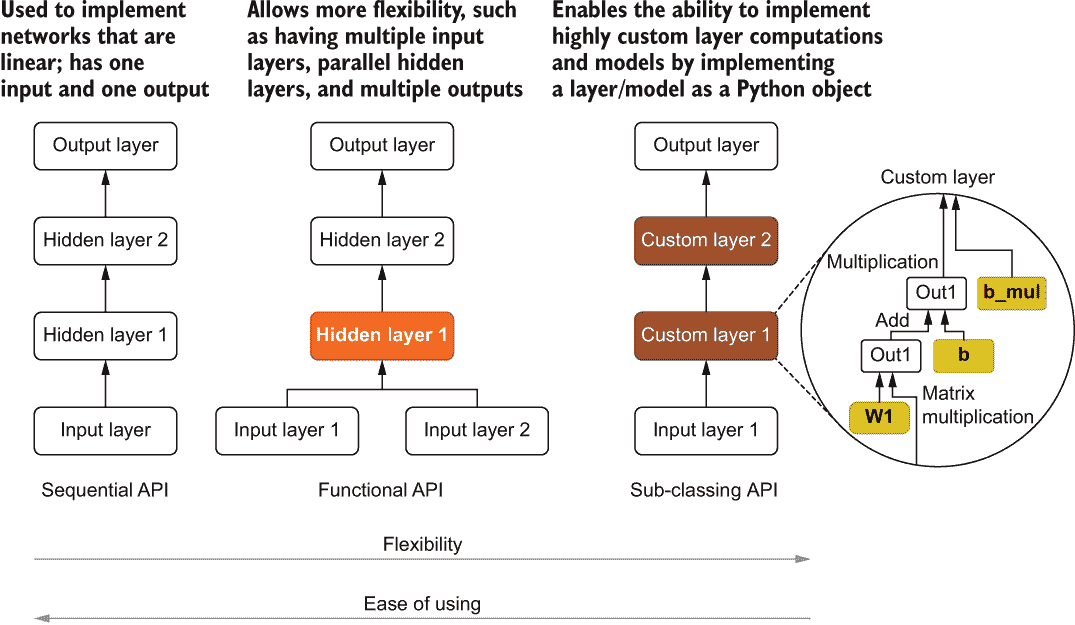 Used to implement
networks that are
linear; has one
input and one output
Allows more flexibility, such
as having multiple input
layers, parallel hidden
layers, and multiple outputs
Enables the ability to implement
highly custom layer computations
and models by implementing
a layer/model as a Python object
Output layer
Hidden layer 2
Hidden layer 1
Input layer
Sequential API
Output layer
Hidden layer 2
Hidden layer 1
Input layer 1
Input layer 2
Functional API
Output layer
Custom layer 2
Custom layer 1
Input layer 1
Sub-classing API
Custom layer
Multiplication
Out1
b_mul
Add
Out1
b
Matrix
multiplication
W1
Flexibility
Ease of using